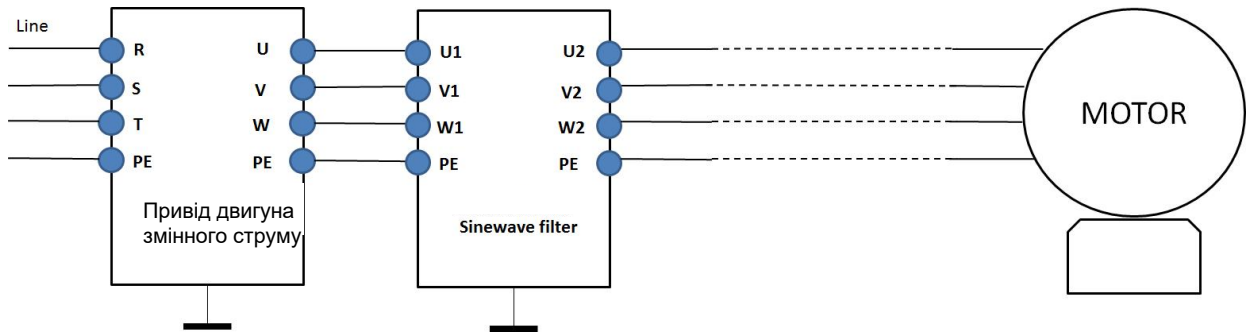 Line
R U
S V
T W
PE PE
Привід двигуна
змінного струму
U1 U2
V1 V2
W1 W2
PE PE
Sinewave filter
MOTOR